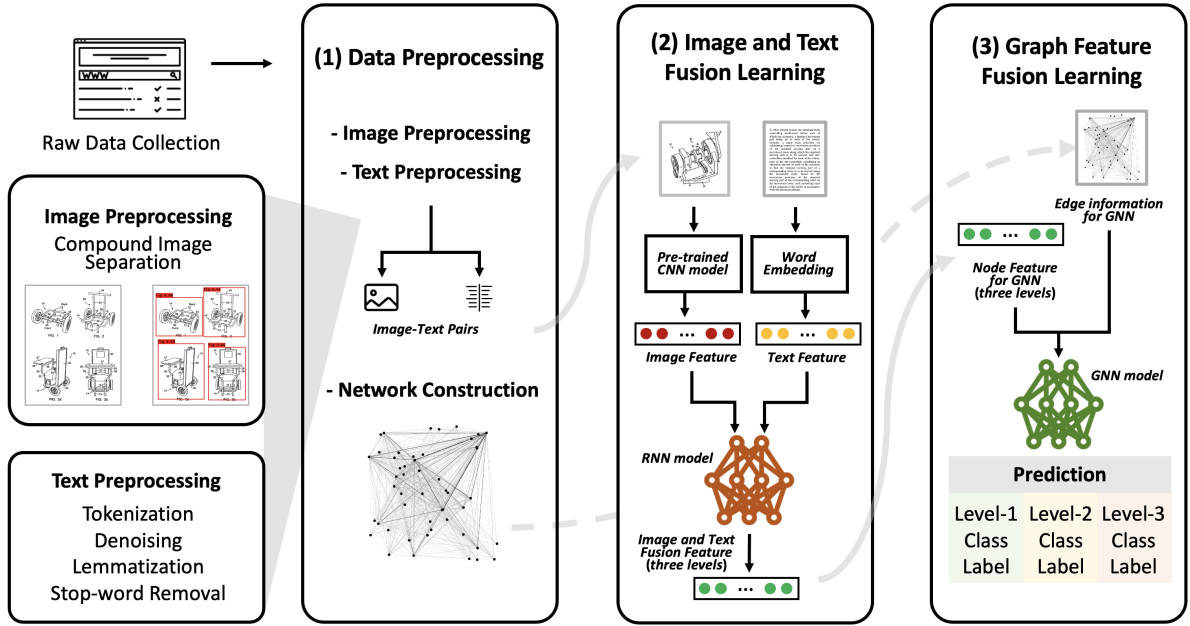 WWW
Raw Data Collection
Image Preprocessing
Compound Image
Separation
FIG. 1
FIG. 2
Text Preprocessing
Tokenization
Denoising
Lemmatization
Stop-word Removal
(1) Data Preprocessing
- Image Preprocessing
- Text Preprocessing
Image-Text Pairs
- Network Construction
(2) Image and Text
Fusion Learning
Pre-trained
CNN model
Word
Embedding
...
...
Image Feature
Text Feature
RNN model
Image and Text
Fusion Feature
(three levels)
...
(3) Graph Feature
Fusion Learning
Edge information
for GNN
...
Node Feature
for GNN
(three levels)
GNN model
Prediction
Level-1
Class
Label
Level-2
Class
Label
Level-3
Class
Label